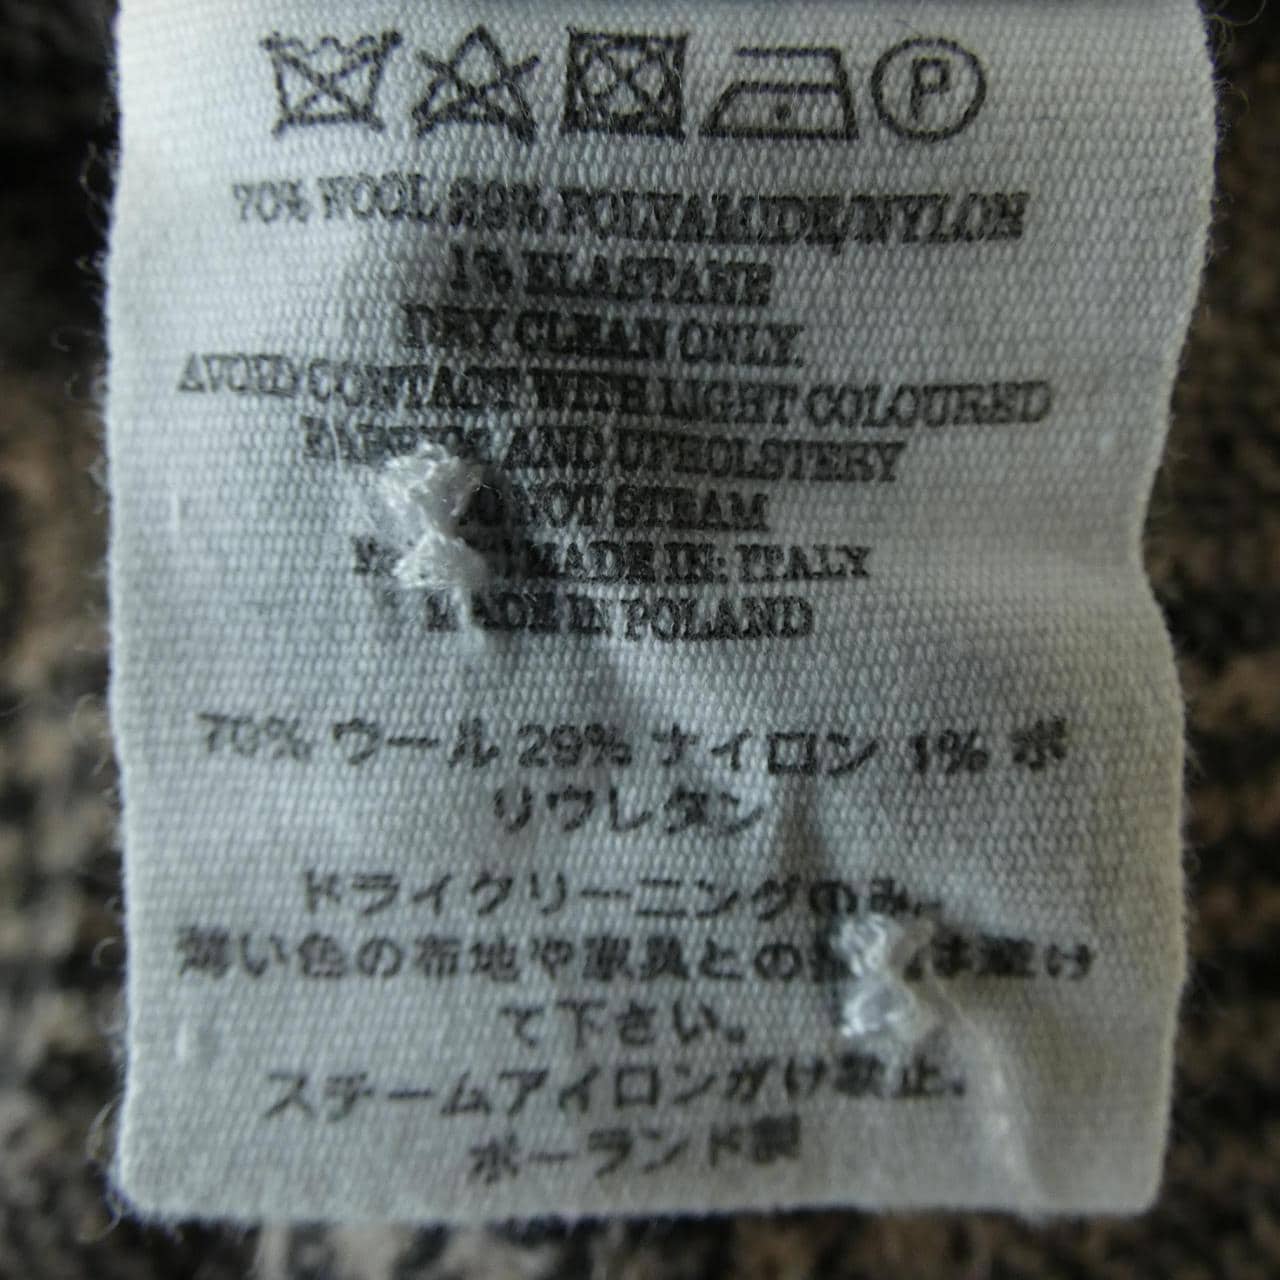 P
70% WOOL 29% POLYAMIDE/NYLON
1% ELASTANE
DRY CLEAN ONLY.
AVOID CONTACT WITH LIGHT COLOURED
FABRICS AND UPHOLSTERY
NOT STEAM
MADE IN: ITALY
MADE IN POLAND
70% ウール 29% ナイロン 1% ポ
リウレタン
ドライクリーニングのみ。
薄い色の布地や家具との は避け
て下さい。
スチームアイロンがけ禁止。
ポーランド製